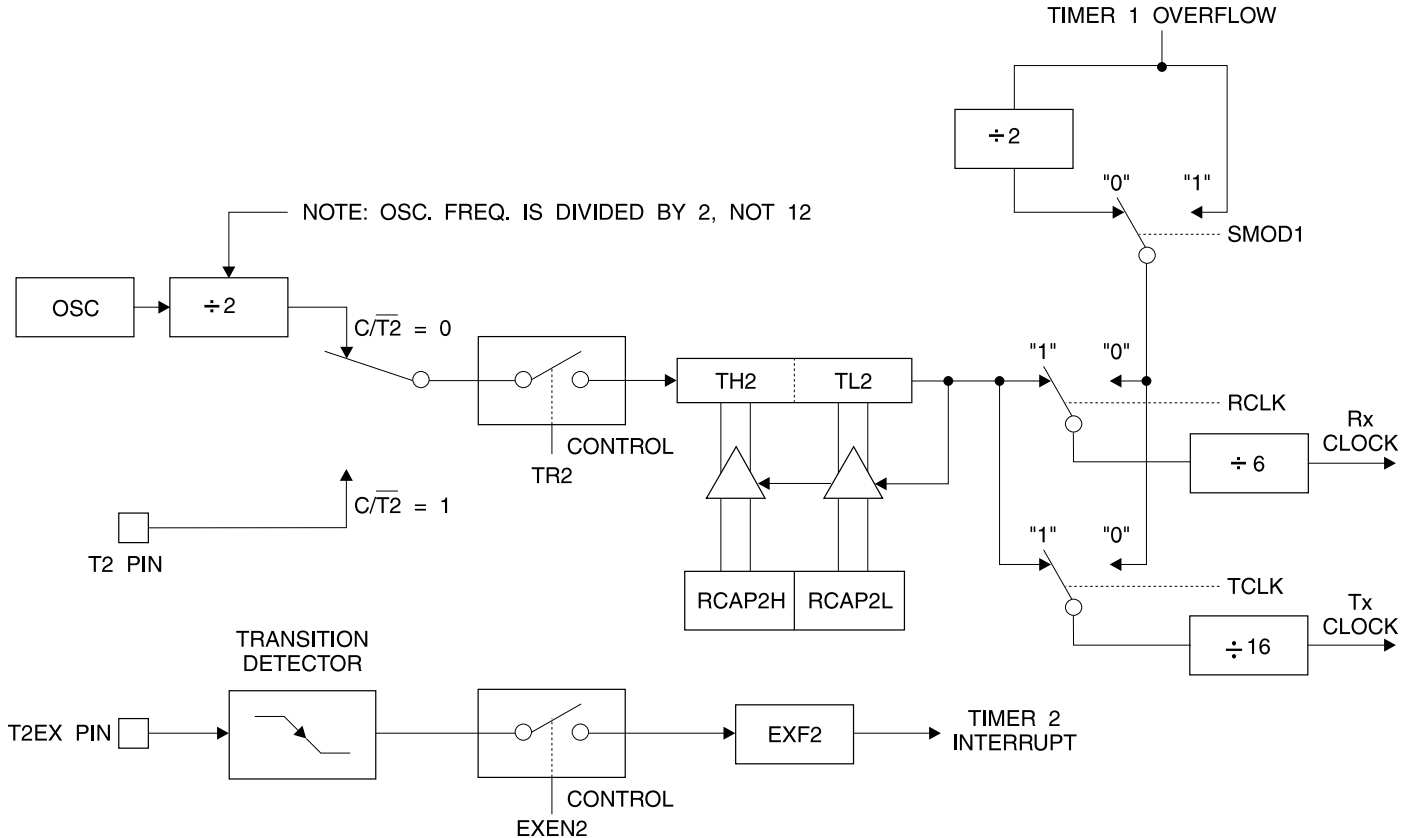 TIMER 1 OVERFLOW
÷2
"0"
"1"
NOTE: OSC. FREQ. IS DIVIDED BY 2, NOT 12
SMOD1
OSC
÷2
C/T2̅ = 0
"1"
"0"
TH2
TL2
RCLK
Rx
CLOCK
CONTROL
TR2
÷ 6
C/T2̅ = 1
T2 PIN
"1"
"0"
TCLK
RCAP2H
RCAP2L
Tx
CLOCK
÷ 16
TRANSITION
DETECTOR
T2EX PIN
EXF2
TIMER 2
INTERRUPT
CONTROL
EXEN2